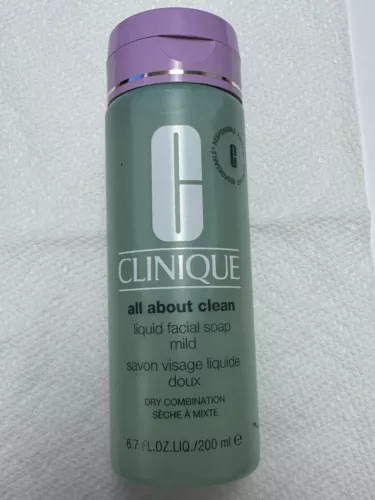 C
RESPONSIBLE
CLINIQUE
all about clean
liquid facial soap
mild
savon visage liquide
doux
DRY COMBINATION
SÈCHE À MIXTE
6.7 FL.OZ.LIQ./200 ml ℮